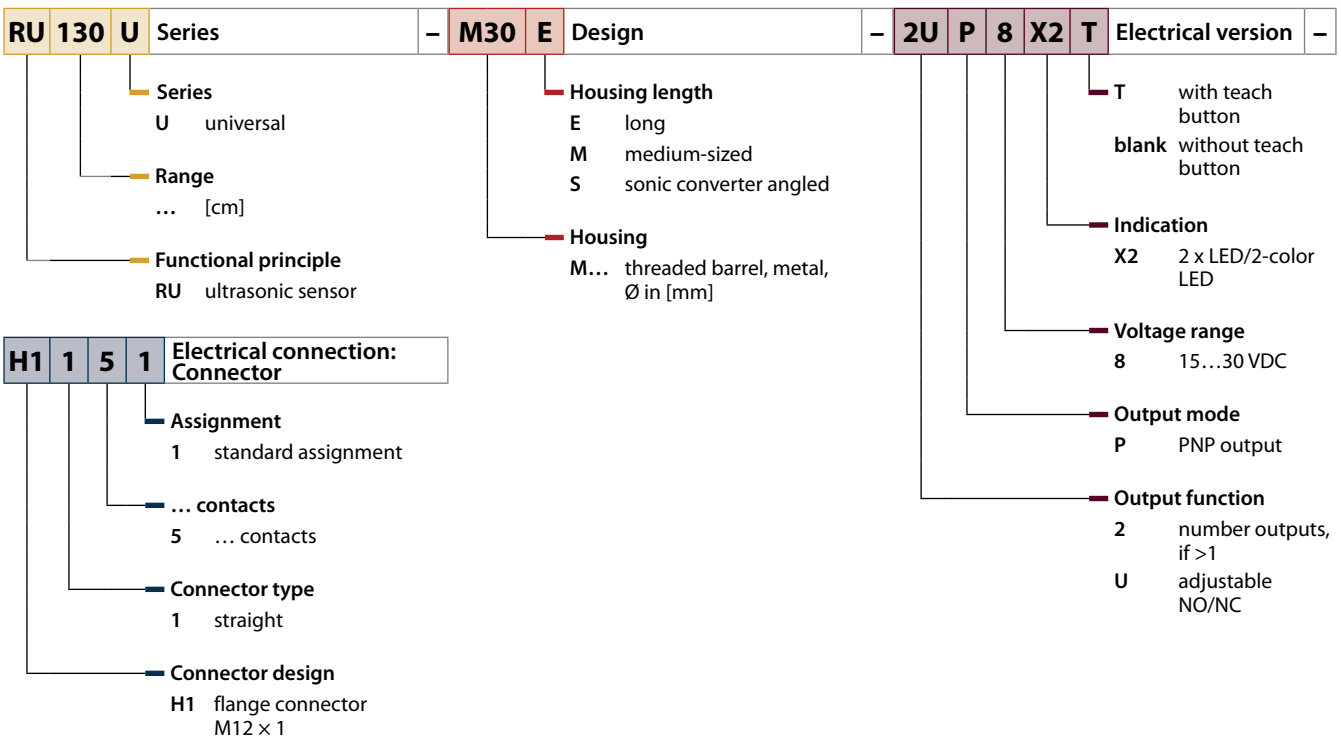 RU 130 U Series – M30 E Design – 2U P 8 X2 T Electrical version –
Series
U universal
Range
… [cm]
Functional principle
RU ultrasonic sensor
Housing length
E long
M medium-sized
S sonic converter angled
Housing
M… threaded barrel, metal,
Ø in [mm]
T with teach
button
blank without teach
button
Indication
X2 2 x LED/2-color
LED
Voltage range
8 15…30 VDC
Output mode
P PNP output
Output function
2 number outputs,
if >1
U adjustable
NO/NC
H1 1 5 1 Electrical connection:
Connector
Assignment
1 standard assignment
… contacts
5 … contacts
Connector type
1 straight
Connector design
H1 flange connector
M12 × 1